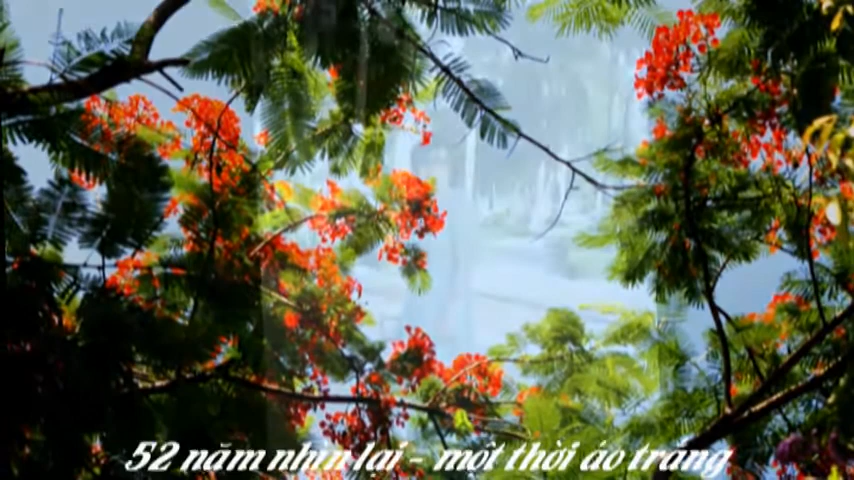 52 năm nhìn lại - một thời áo trắng